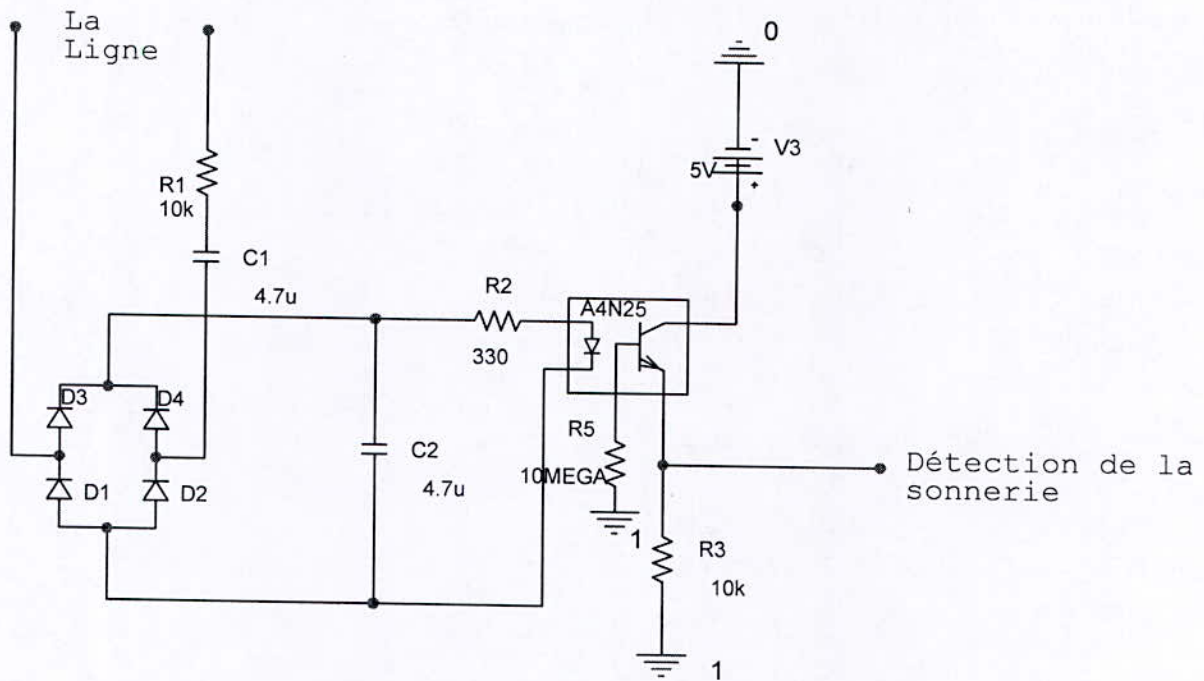 La
Ligne
0
-
V3
5V
+
R1
10k
C1
4.7u
R2
330
A4N25
D3
D4
D1
D2
C2
4.7u
R5
10MEGA
1
R3
10k
1
Détection de la
sonnerie